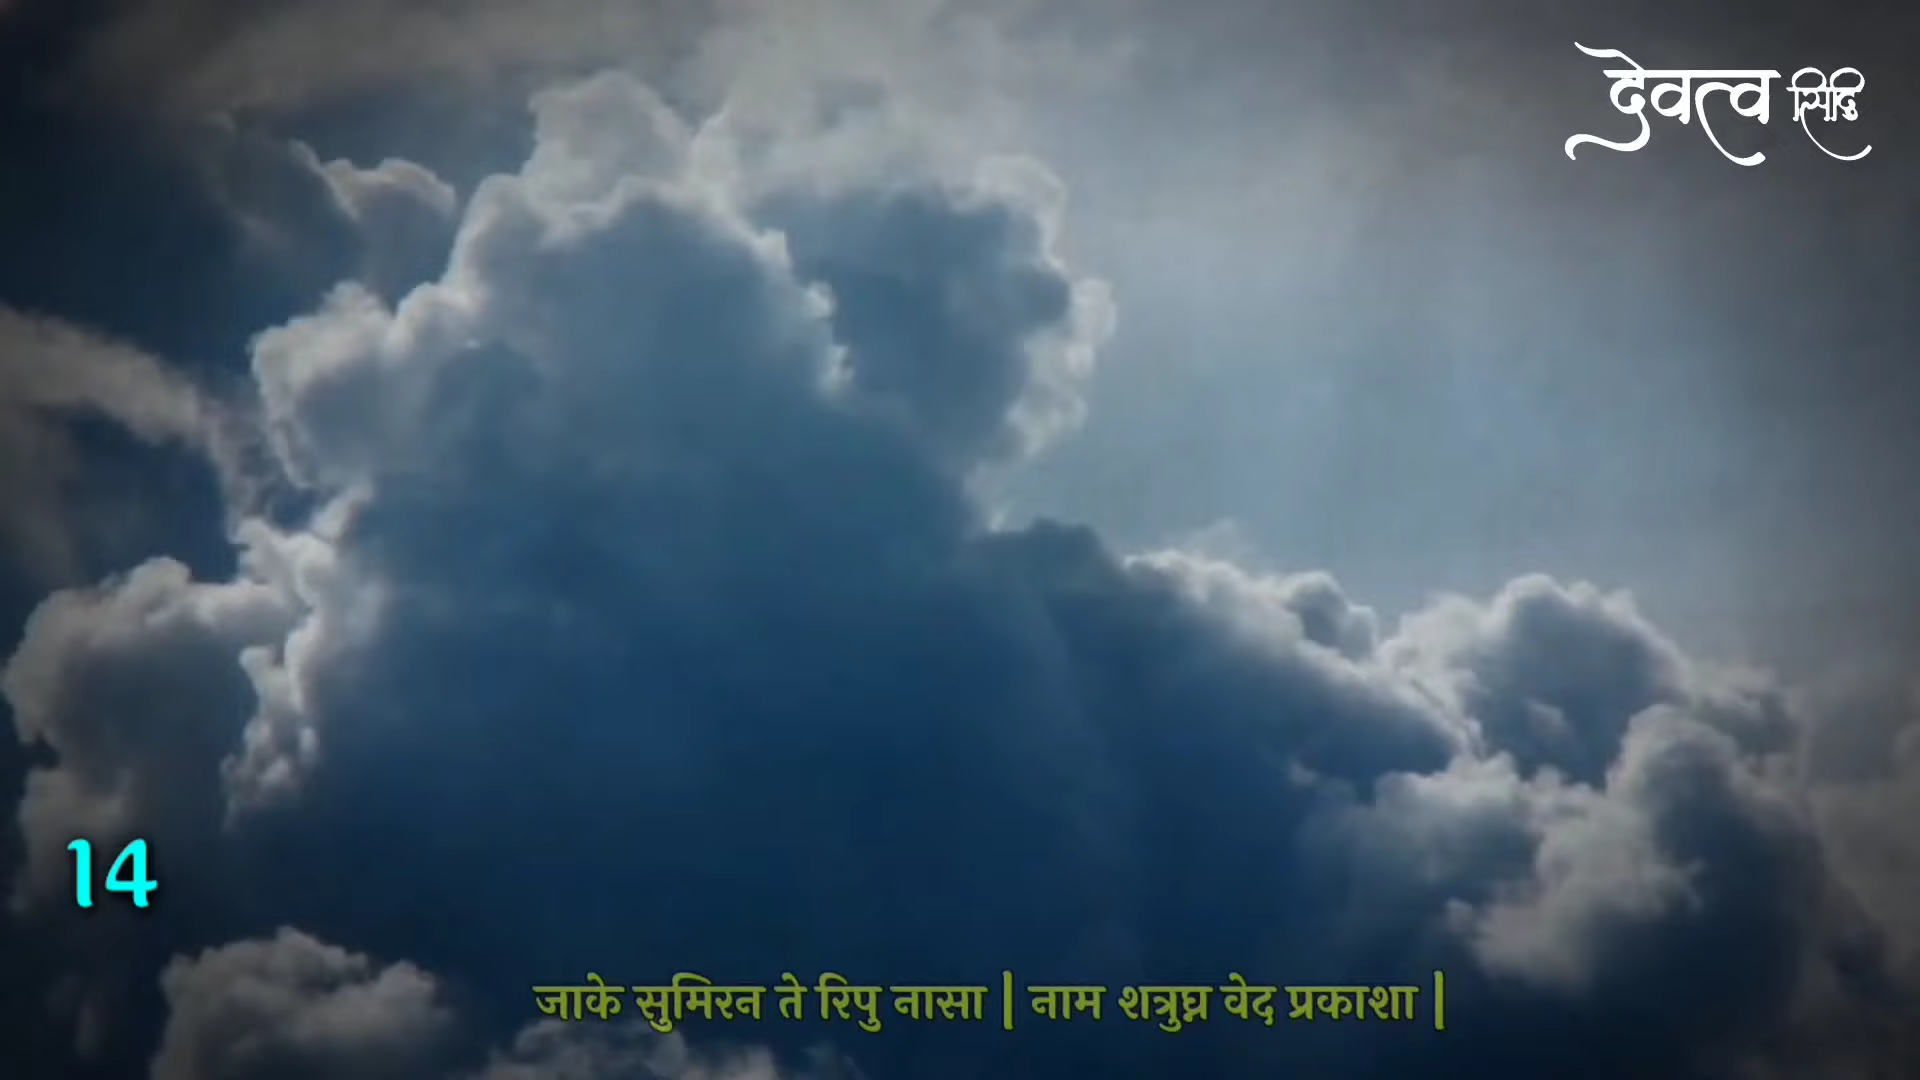 देवत्व सिद्धि
14
जाके सुमिरन ते रिपु नासा | नाम शत्रुघ्न वेद प्रकाशा |